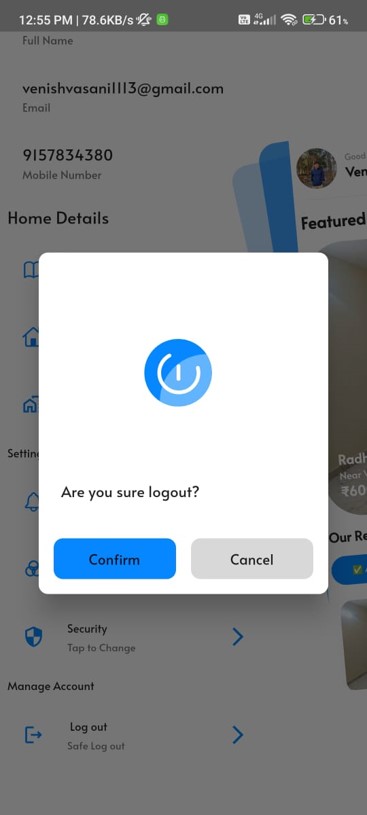 12:55 PM | 78.6KB/s
4G
61%
Full Name
venishvasani1113@gmail.com
Email
9157834380
Mobile Number
Good
Ven
Home Details
Featured
Settin
Are you sure logout?
Radh
Near V
₹60
Confirm
Cancel
Our Re
Security
Tap to Change
Manage Account
Log out
Safe Log out